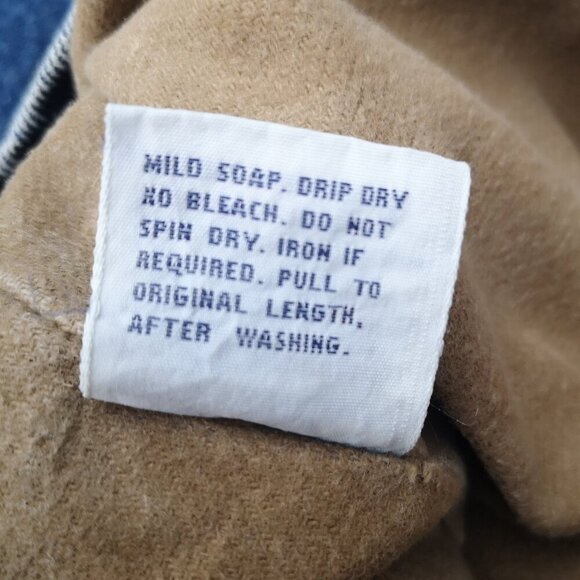 MILD SOAP. DRIP DRY
NO BLEACH. DO NOT
SPIN DRY. IRON IF
REQUIRED. PULL TO
ORIGINAL LENGTH,
AFTER WASHING.